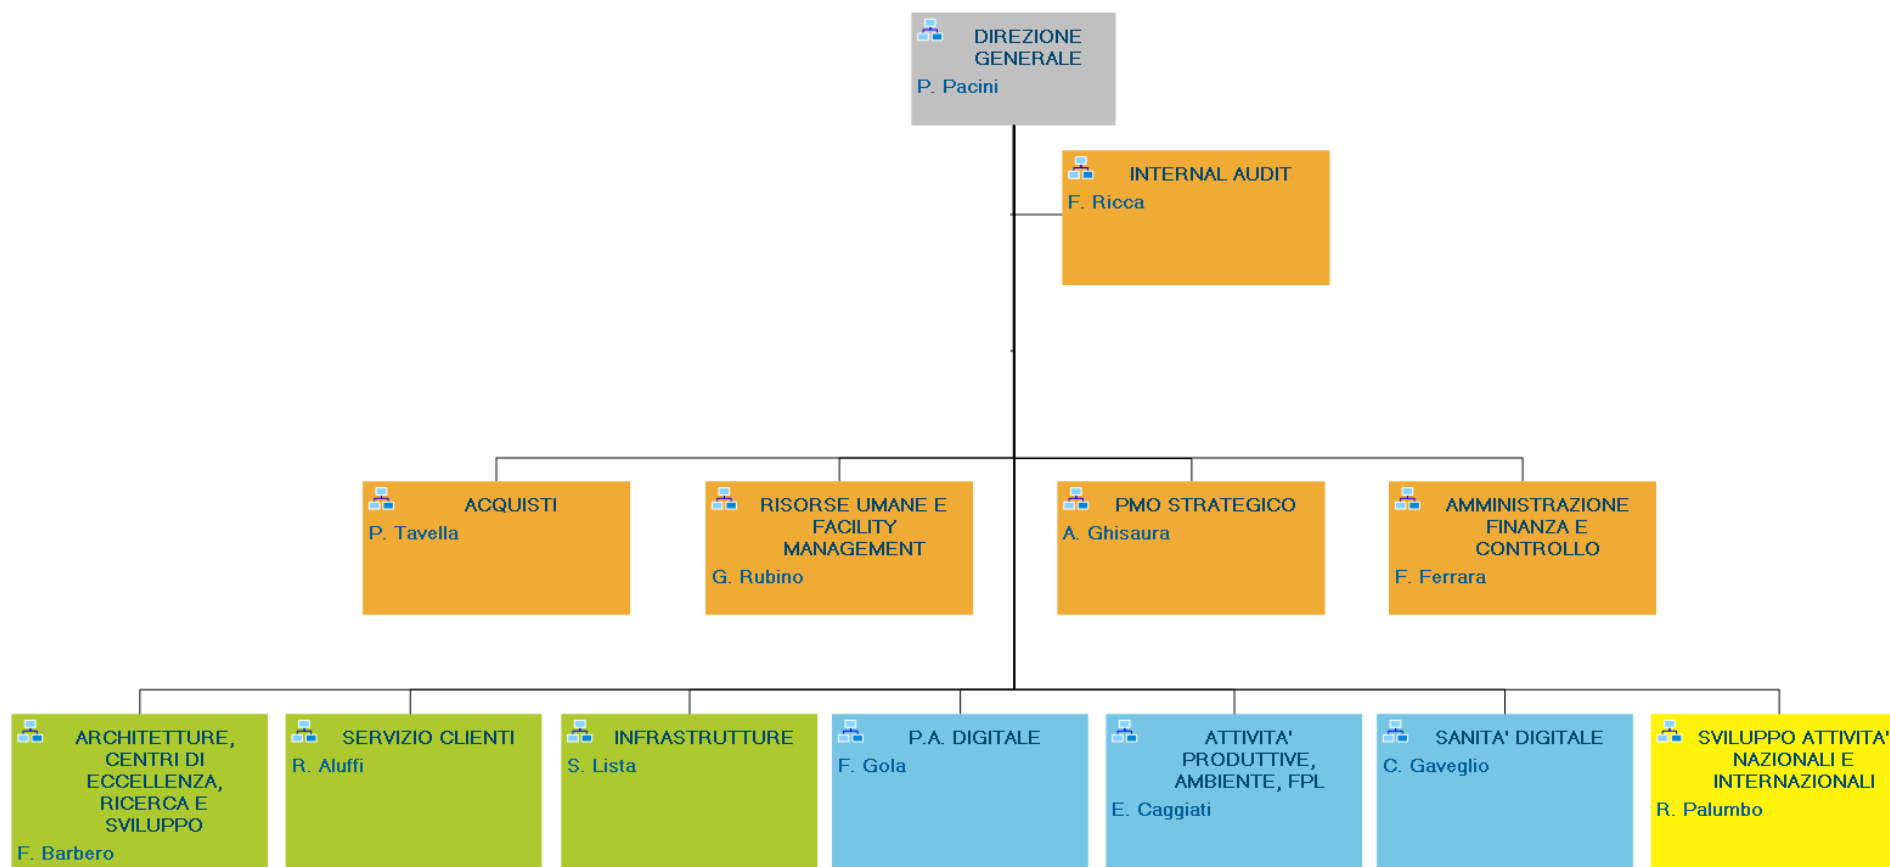 DIREZIONE
GENERALE
P. Pacini
INTERNAL AUDIT
F. Ricca
ACQUISTI
P. Tavella
RISORSE UMANE E
FACILITY
MANAGEMENT
G. Rubino
PMO STRATEGICO
A. Ghisaura
AMMINISTRAZIONE
FINANZA E
CONTROLLO
F. Ferrara
ARCHITETTURE,
CENTRI DI
ECCELLENZA,
RICERCA E
SVILUPPO
F. Barbero
SERVIZIO CLIENTI
R. Aluffi
INFRASTRUTTURE
S. Lista
P.A. DIGITALE
F. Gola
ATTIVITA'
PRODUTTIVE,
AMBIENTE, FPL
E. Caggiati
SANITA' DIGITALE
C. Gaveglio
SVILUPPO ATTIVITA'
NAZIONALI E
INTERNAZIONALI
R. Palumbo